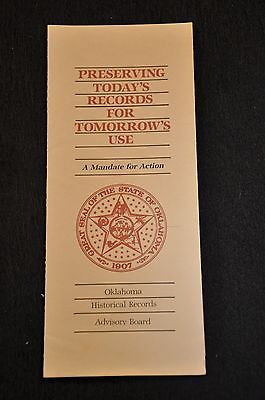 PRESERVING
TODAY'S
RECORDS
FOR
TOMORROW'S
USE
A Mandate for Action
GREAT SEAL OF THE STATE OF OKLAHOMA
1907
Oklahoma
Historical Records
Advisory Board